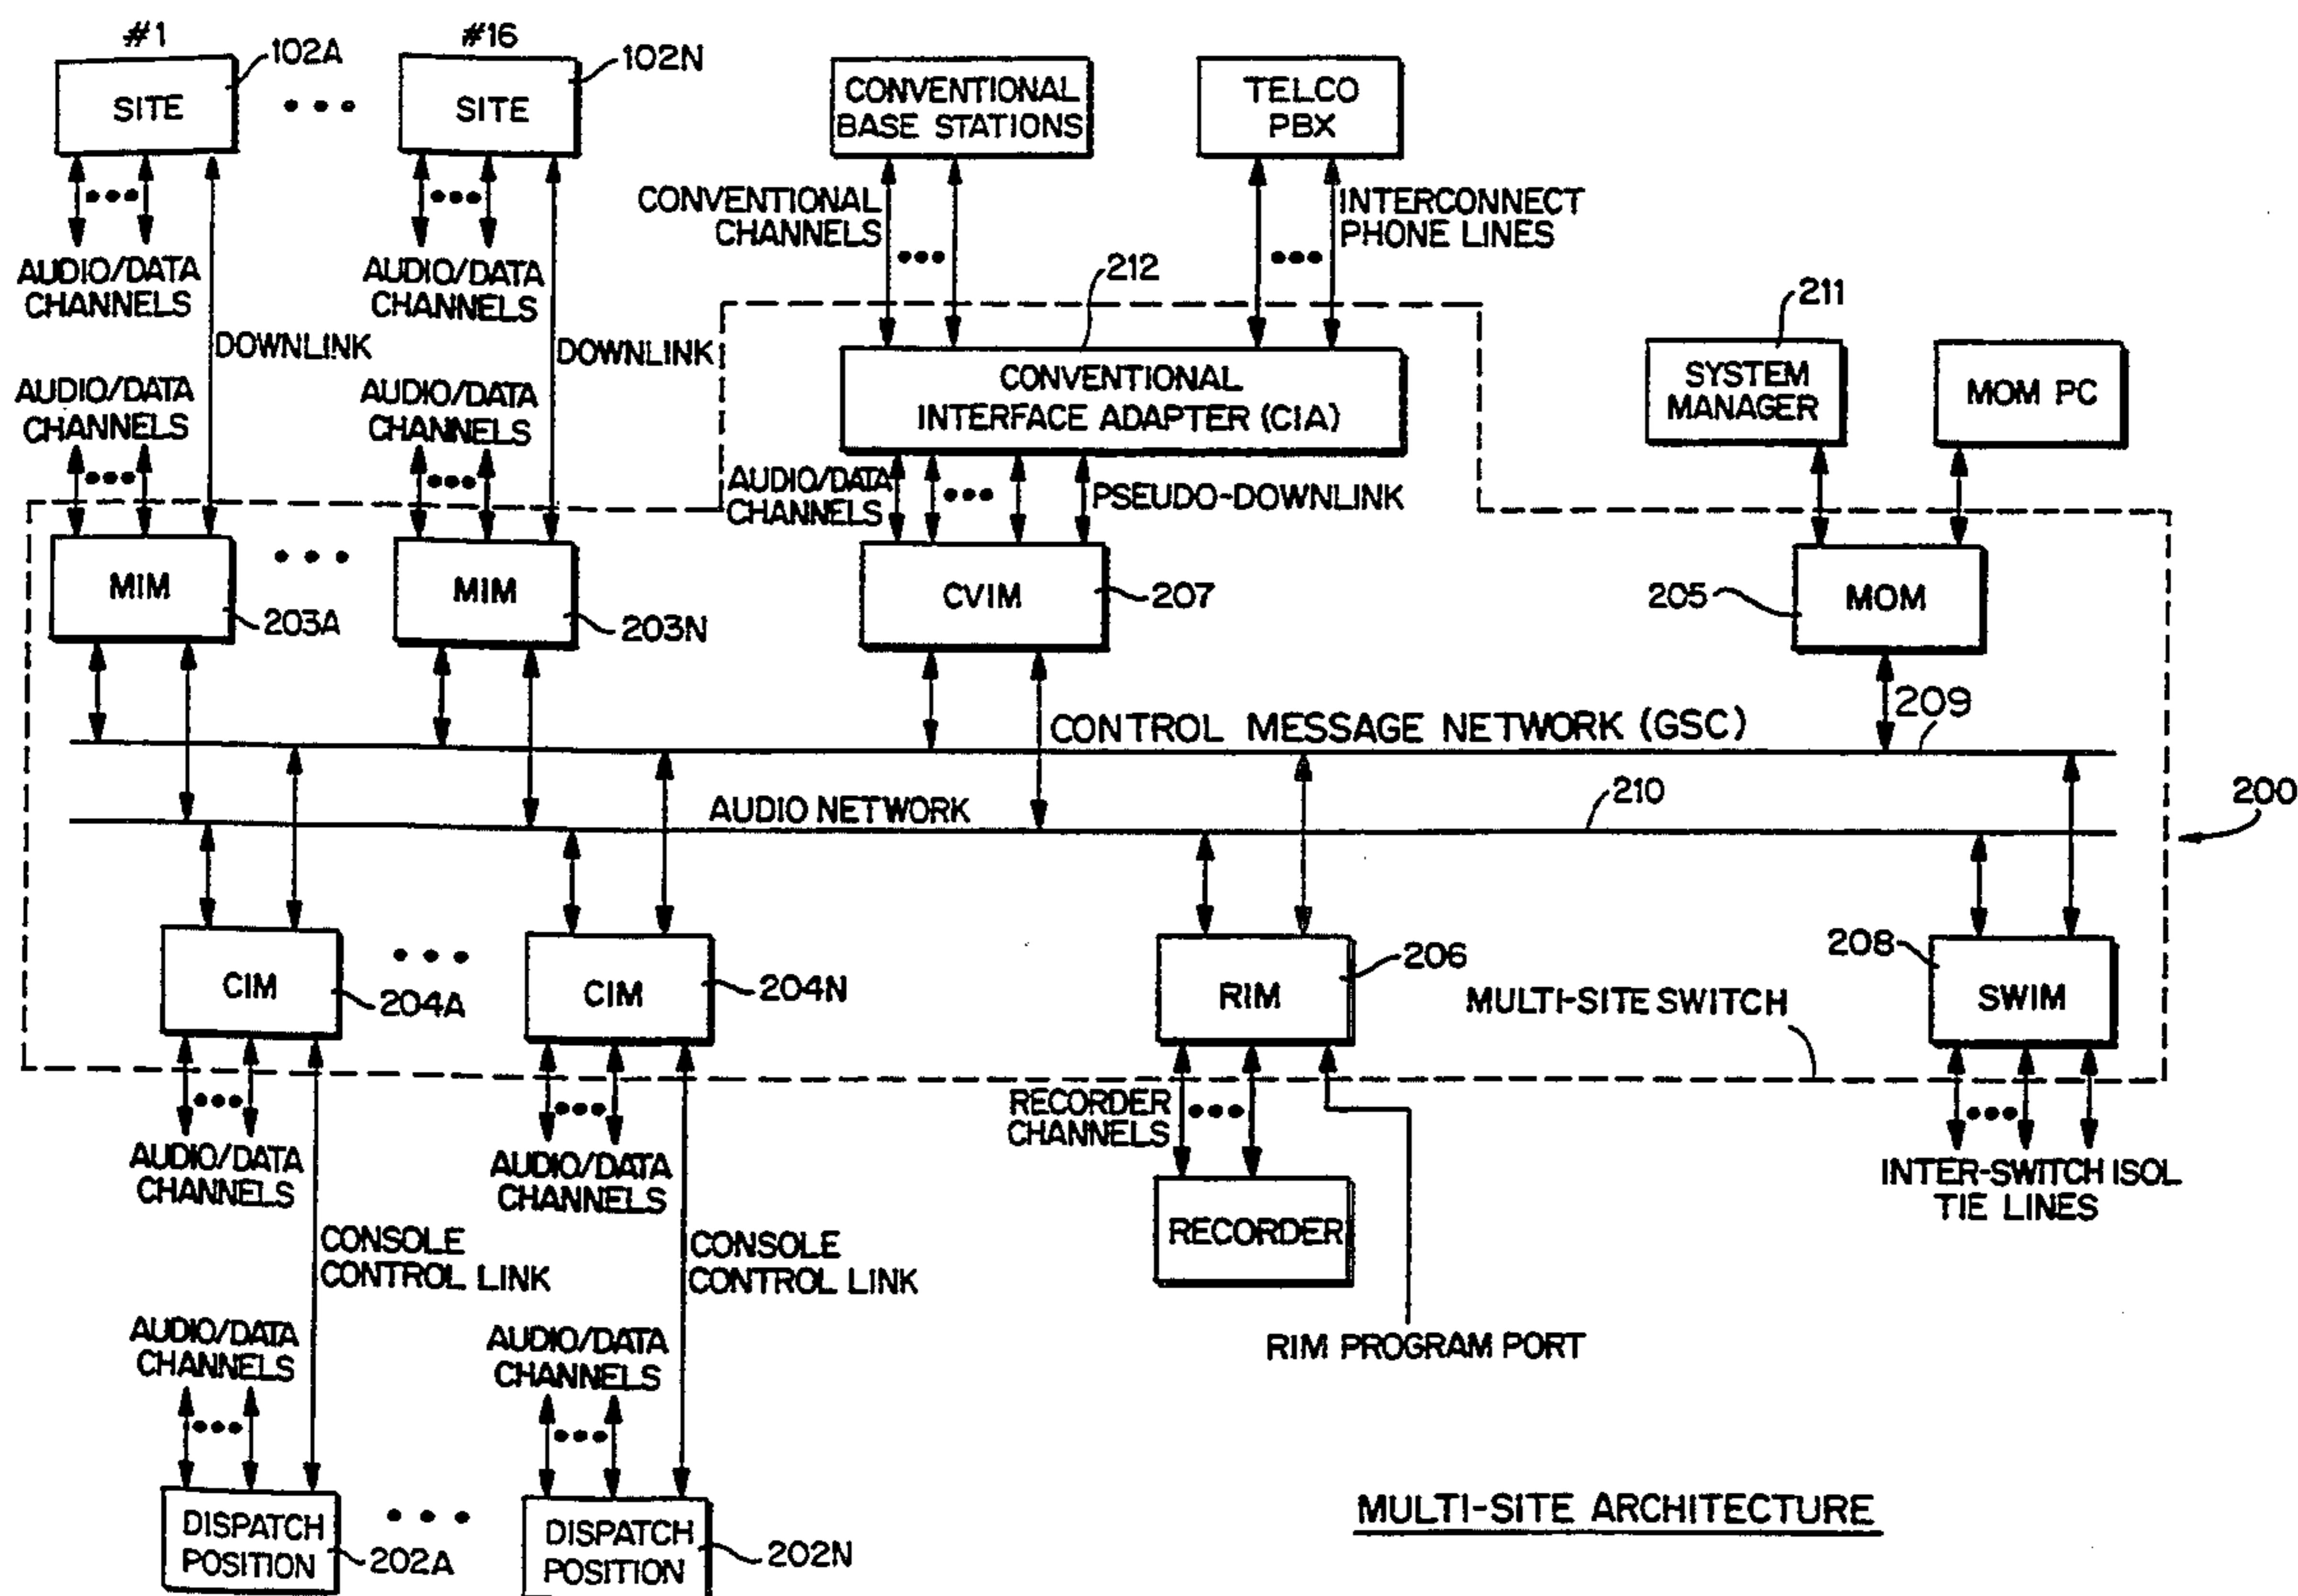 #1
102A
SITE
#16
102N
SITE
CONVENTIONAL
BASE STATIONS
TELCO
PBX
AUDIO/DATA
CHANNELS
AUDIO/DATA
CHANNELS
CONVENTIONAL
CHANNELS
INTERCONNECT
PHONE LINES
DOWNLINK
DOWNLINK
212
211
AUDIO/DATA
CHANNELS
AUDIO/DATA
CHANNELS
CONVENTIONAL
INTERFACE ADAPTER (CIA)
SYSTEM
MANAGER
MOM PC
AUDIO/DATA
CHANNELS
PSEUDO-DOWNLINK
MIM
203A
MIM
203N
CVIM
207
205
MOM
CONTROL MESSAGE NETWORK (GSC)
209
AUDIO NETWORK
210
200
CIM
204A
CIM
204N
RIM
206
MULTI-SITE SWITCH
208
SWIM
AUDIO/DATA
CHANNELS
AUDIO/DATA
CHANNELS
RECORDER
CHANNELS
INTER-SWITCH ISOL
TIE LINES
CONSOLE
CONTROL LINK
CONSOLE
CONTROL LINK
RECORDER
RIM PROGRAM PORT
AUDIO/DATA
CHANNELS
AUDIO/DATA
CHANNELS
DISPATCH
POSITION
202A
DISPATCH
POSITION
202N
MULTI-SITE ARCHITECTURE